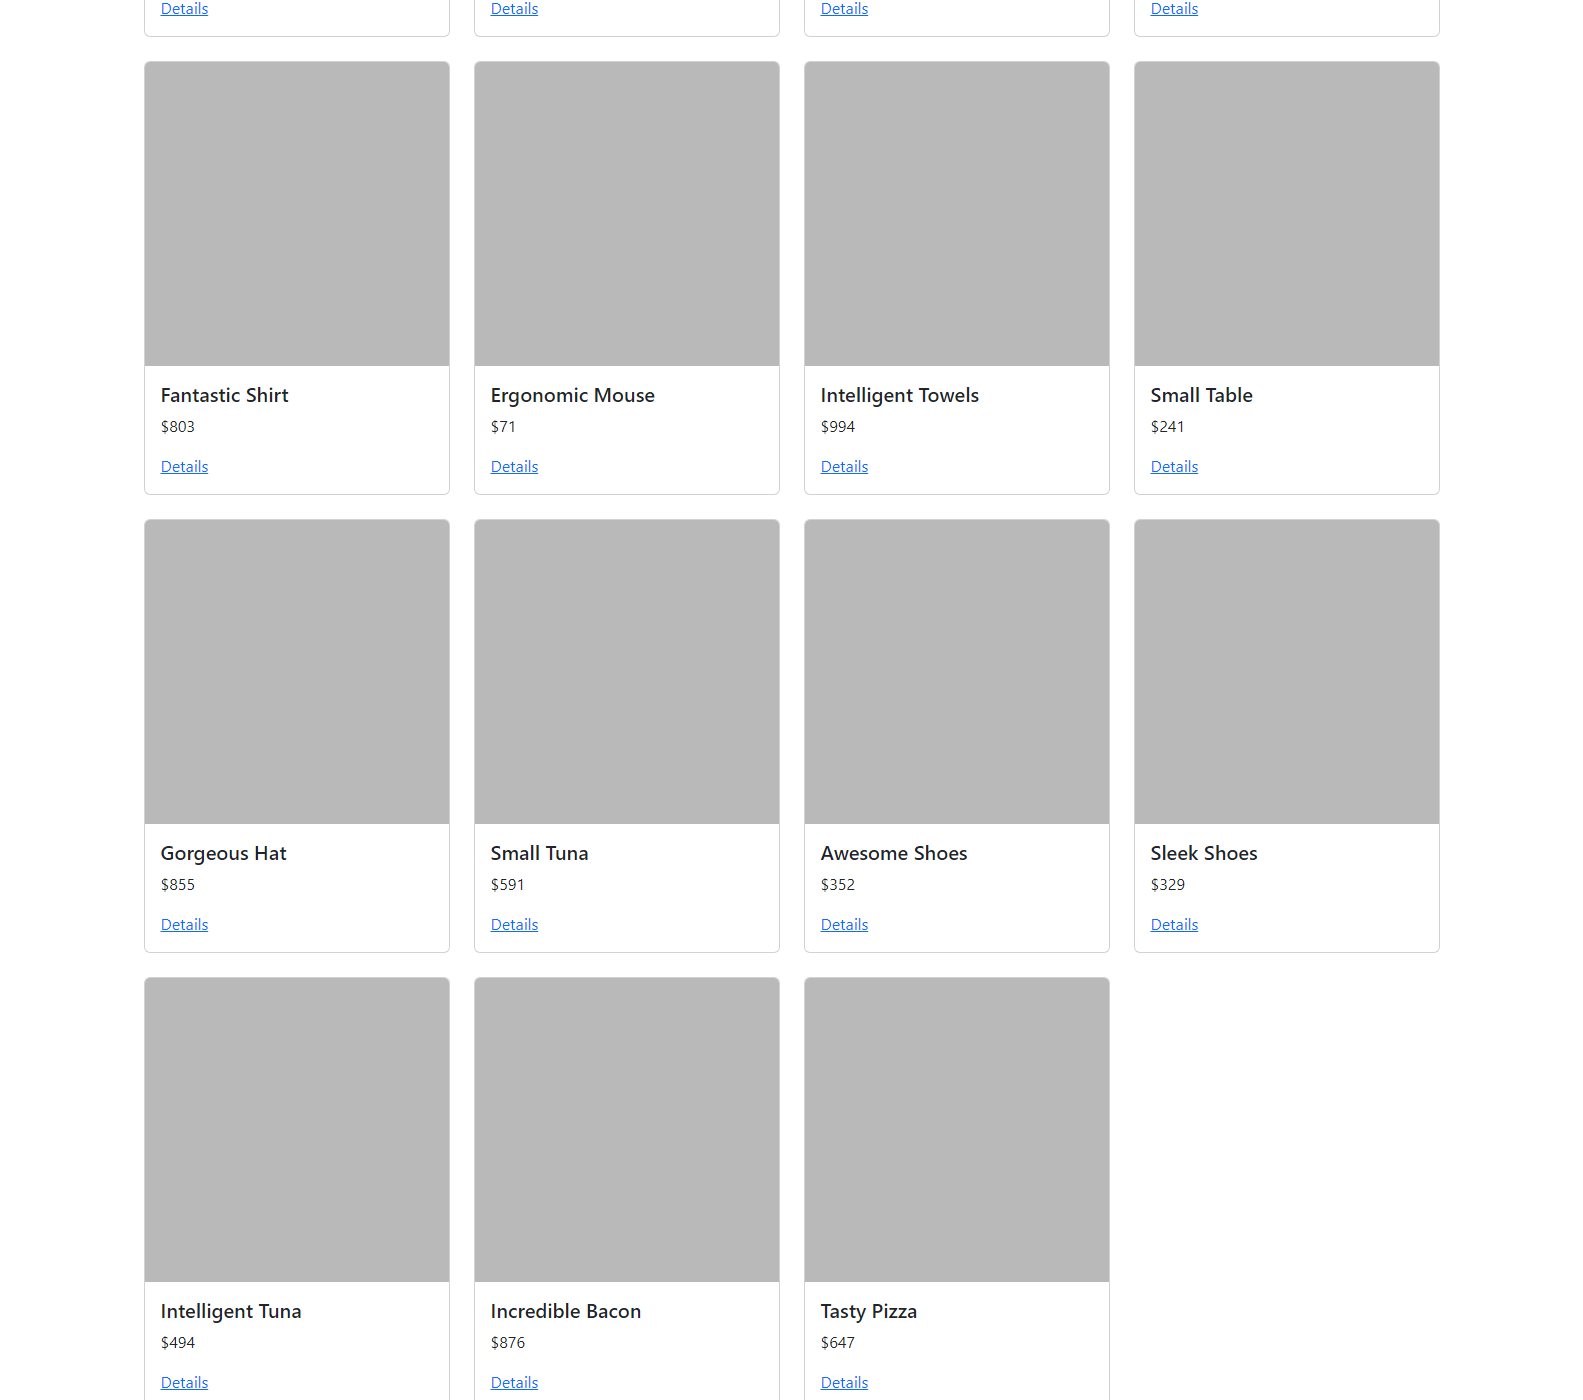 Details
Details
Details
Details
Fantastic Shirt
$803
Details
Ergonomic Mouse
$71
Details
Intelligent Towels
$994
Details
Small Table
$241
Details
Gorgeous Hat
$855
Details
Small Tuna
$591
Details
Awesome Shoes
$352
Details
Sleek Shoes
$329
Details
Intelligent Tuna
$494
Details
Incredible Bacon
$876
Details
Tasty Pizza
$647
Details